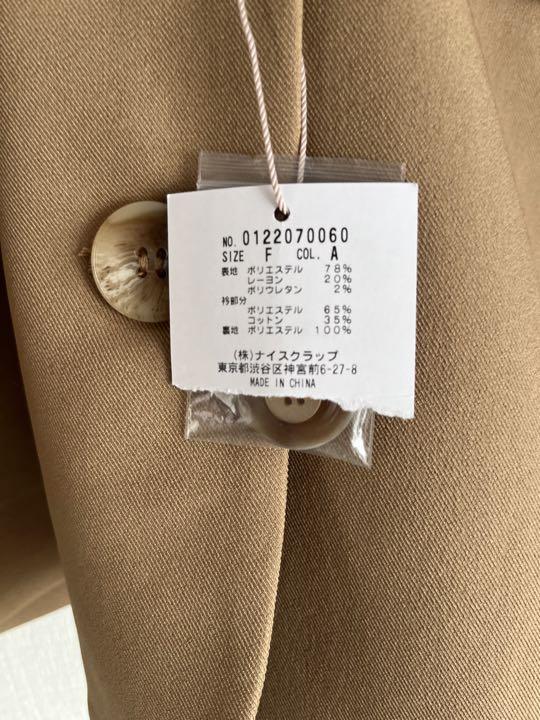 NO. 0122070060
SIZE F COL. A
表地 ポリエステル 78%
レーヨン 20%
ポリウレタン 2%
衿部分
ポリエステル 65%
コットン 35%
裏地 ポリエステル 100%
(株)ナイスクラップ
東京都渋谷区神宮前6-27-8
MADE IN CHINA